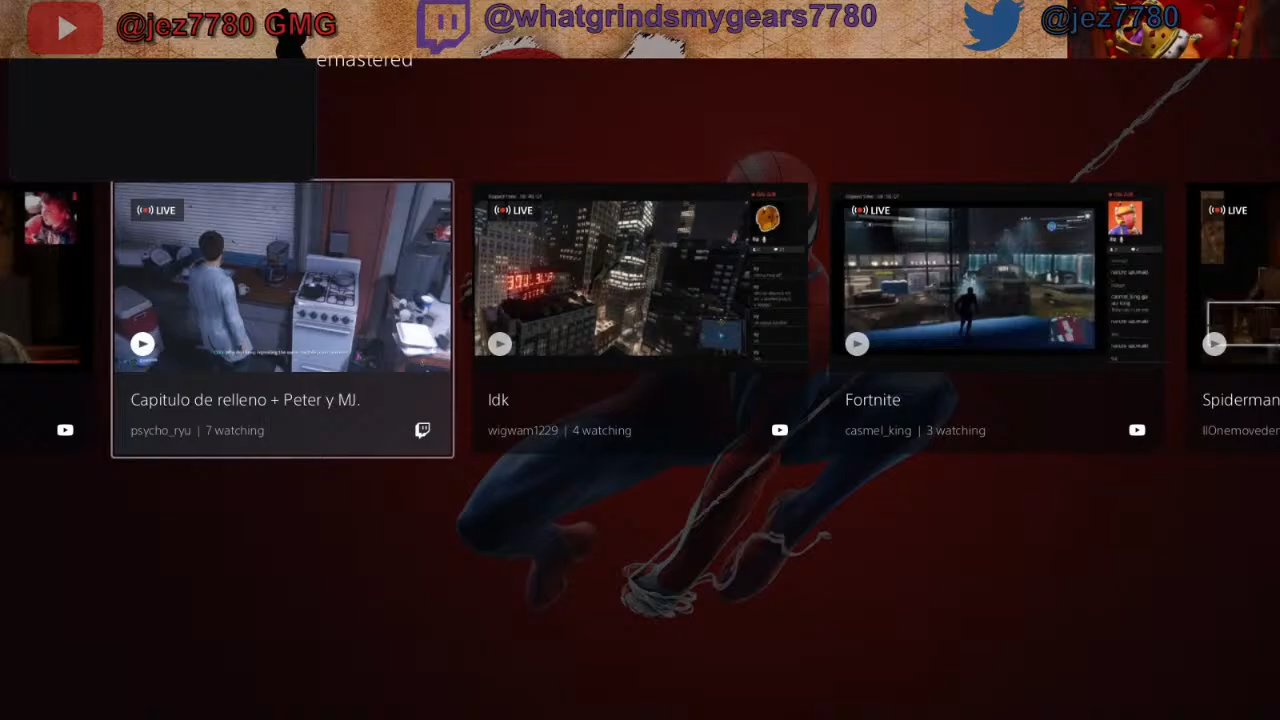 @jez7780 GMG
@whatgrindsmygears7780
@jez7780
emastered
LIVE
LIVE
LIVE
LIVE
Capitulo de relleno + Peter y MJ.
psycho_ryu | 7 watching
Idk
wigwam1229 | 4 watching
Fortnite
casmel_king | 3 watching
Spiderman
llOnemoveder